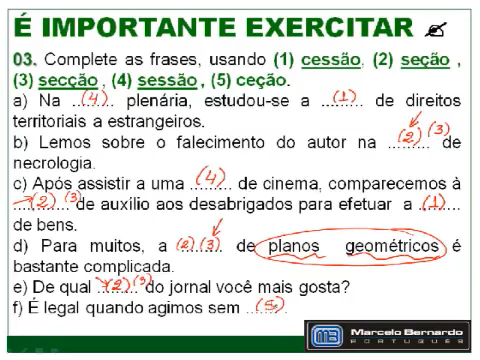 É IMPORTANTE EXERCITAR
03. Complete as frases, usando (1) cessão, (2) seção ,
(3) secção , (4) sessão , (5) ceção.
a) Na ...(4)... plenária, estudou-se a ...(1)... de direitos
territoriais a estrangeiros.
b) Lemos sobre o falecimento do autor na ...(2)... (3) de
necrologia.
c) Após assistir a uma ...(4)... de cinema, comparecemos à
...(2)... (3) de auxílio aos desabrigados para efetuar a ...(1)...
de bens.
d) Para muitos, a (2) (3) de planos geométricos é
bastante complicada.
e) De qual ...(2)... (3) do jornal você mais gosta?
f) É legal quando agimos sem ...(5)...
MB Marcelo Bernardo
PORTUGUÊS